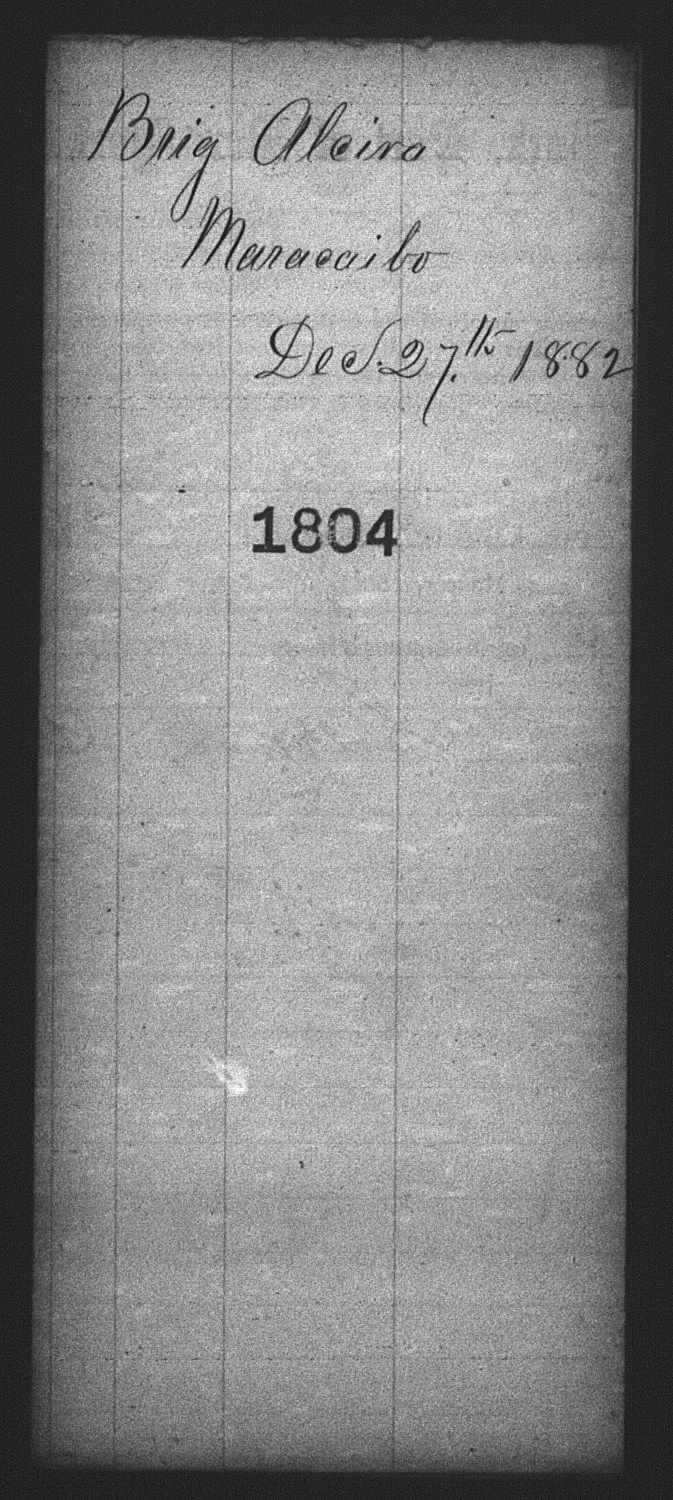 Brig Alcira
Maracaibo
Dec. 27th 1882
1804